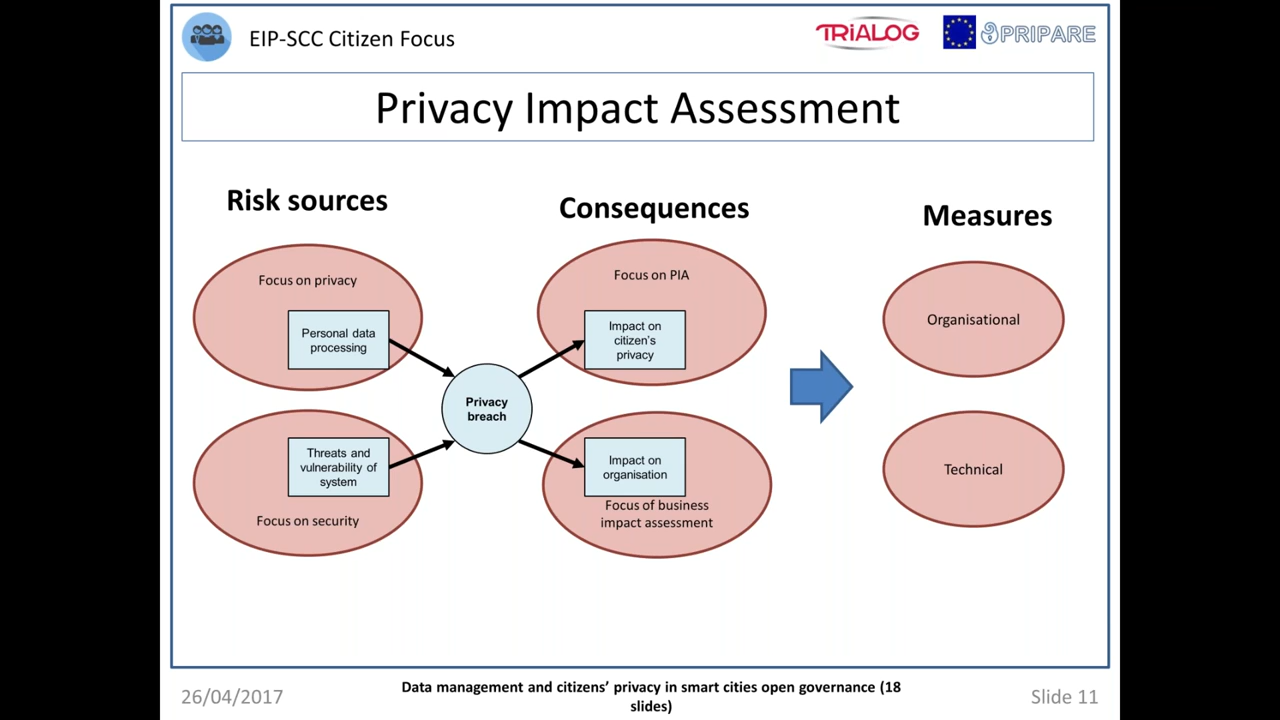 EIP-SCC Citizen Focus
TRIALOG
PRIPARE
Privacy Impact Assessment
Risk sources
Consequences
Measures
Focus on privacy
Personal data
processing
Threats and
vulnerability of
system
Focus on security
Privacy
breach
Focus on PIA
Impact on
citizen's
privacy
Impact on
organisation
Focus of business
impact assessment
Organisational
Technical
26/04/2017
Data management and citizens’ privacy in smart cities open governance (18
slides)
Slide 11